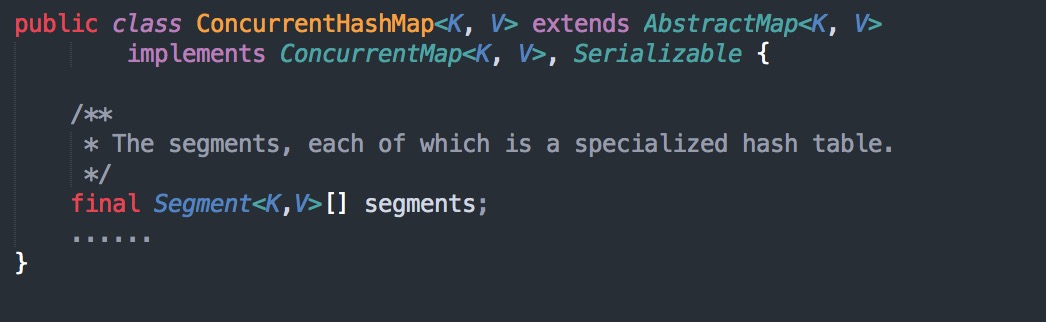 public class ConcurrentHashMap<K, V> extends AbstractMap<K, V>
        implements ConcurrentMap<K, V>, Serializable {

    /**
     * The segments, each of which is a specialized hash table.
     */
    final Segment<K,V>[] segments;
    ......
}